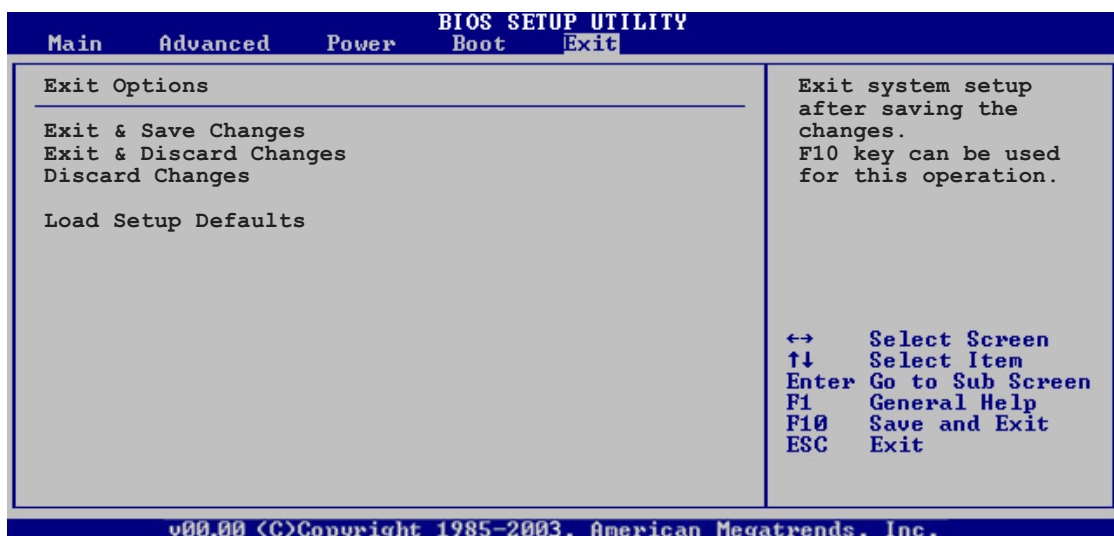 BIOS SETUP UTILITY
Main Advanced Power Boot Exit
Exit Options
Exit & Save Changes
Exit & Discard Changes
Discard Changes
Load Setup Defaults
Exit system setup
after saving the
changes.
F10 key can be used
for this operation.
←→ Select Screen
↑↓ Select Item
Enter Go to Sub Screen
F1 General Help
F10 Save and Exit
ESC Exit
v00.00 (C)Copyright 1985-2003, American Megatrends, Inc.